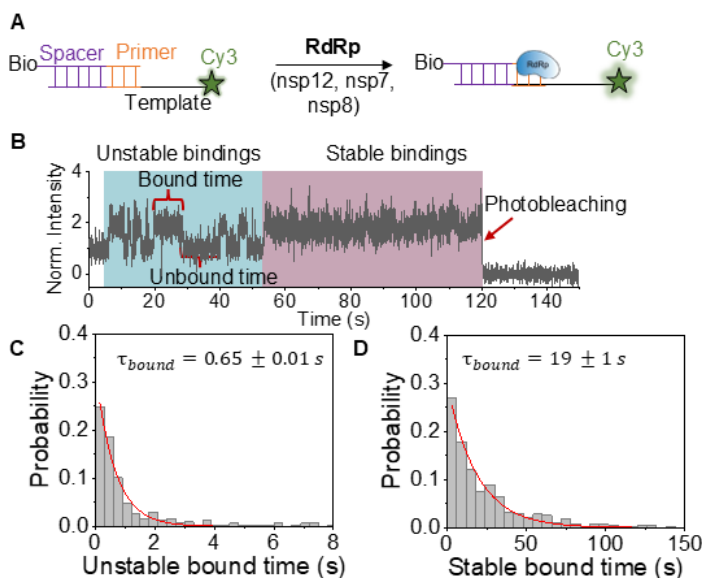 A
Spacer Primer Cy3
Bio
Template
RdRp
(nsp12, nsp7,
nsp8)
Cy3
Bio
RdRp
B
Unstable bindings Stable bindings
Bound time
Unbound time
Photobleaching
Norm. Intensity
4
2
0
0 20 40 60 80 100 120 140
Time (s)
C
τbound = 0.65 ± 0.01 s
Probability
0.4
0.3
0.2
0.1
0.0
0 2 4 6 8
Unstable bound time (s)
D
τbound = 19 ± 1 s
Probability
0.4
0.3
0.2
0.1
0.0
0 50 100 150
Stable bound time (s)